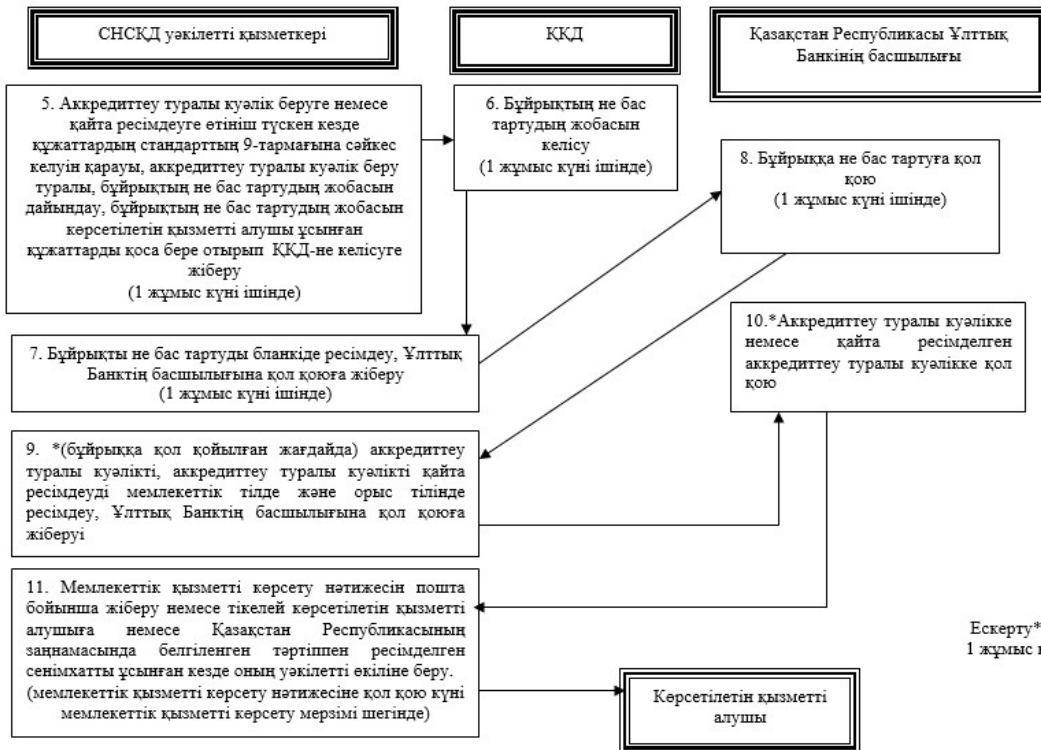 СНСҚД уәкілетті қызметкері
ҚҚД
Қазақстан Республикасы Ұлттық
Банкінің басшылығы
5. Аккредиттеу туралы куәлік беруге немесе
қайта ресімдеуге өтініш түскен кезде
құжаттардың стандарттың 9-тармағына сәйкес
келуін қарауы, аккредиттеу туралы куәлік беру
туралы, бұйрықтың не бас тартудың жобасын
дайындау, бұйрықтың не бас тартудың жобасын
көрсетілетін қызметті алушы ұсынған
құжаттарды қоса бере отырып ҚҚД-не келісуге
жіберу
(1 жұмыс күні ішінде)
6. Бұйрықтың не бас
тартудың жобасын
келісу
(1 жұмыс күні ішінде)
8. Бұйрыққа не бас тартуға қол
қою
(1 жұмыс күні ішінде)
7. Бұйрықты не бас тартуды бланкіде ресімдеу, Ұлттық
Банктің басшылығына қол қоюға жіберу
(1 жұмыс күні ішінде)
10.*Аккредиттеу туралы куәлікке
немесе қайта ресімделген
аккредиттеу туралы куәлікке қол
қою
9. *(бұйрыққа қол қойылған жағдайда) аккредиттеу
туралы куәлікті, аккредиттеу туралы куәлікті қайта
ресімдеуді мемлекеттік тілде және орыс тілінде
ресімдеу, Ұлттық Банктің басшылығына қол қоюға
жіберуі
11. Мемлекеттік қызметті көрсету нәтижесін пошта
бойынша жіберу немесе тікелей көрсетілетін қызметті
алушыға немесе Қазақстан Республикасының
заңнамасында белгіленген тәртіппен ресімделген
сенімхатты ұсынған кезде оның уәкілетті өкіліне беру.
(мемлекеттік қызметті көрсету нәтижесіне қол қою күні
мемлекеттік қызметті көрсету мерзімі шегінде)
Ескерту*
1 жұмыс
Көрсетілетін қызметті
алушы